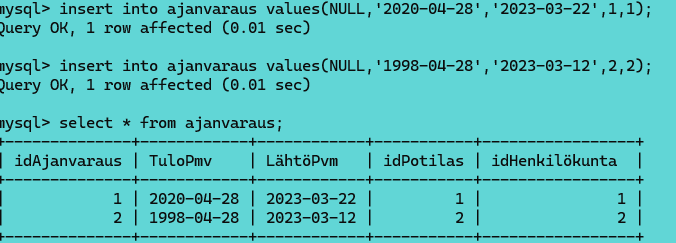 mysql> insert into ajanvaraus values(NULL,'2020-04-28','2023-03-22',1,1);
Query OK, 1 row affected (0.01 sec)
mysql> insert into ajanvaraus values(NULL,'1998-04-28','2023-03-12',2,2);
Query OK, 1 row affected (0.01 sec)
mysql> select * from ajanvaraus;
+--------------+------------+------------+-----------+----------------+
| idAjanvaraus | TuloPmv | LähtöPvm | idPotilas | idHenkilökunta |
+--------------+------------+------------+-----------+----------------+
| 1 | 2020-04-28 | 2023-03-22 | 1 | 1 |
| 2 | 1998-04-28 | 2023-03-12 | 2 | 2 |
+--------------+------------+------------+-----------+----------------+